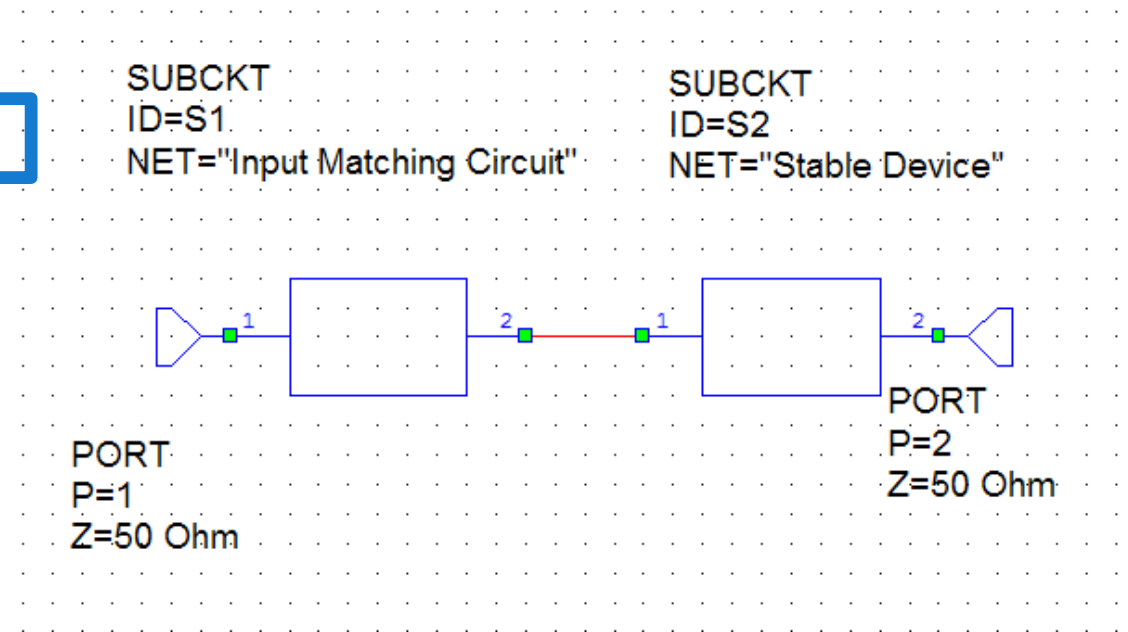 SUBCKT
ID=S1
NET="Input Matching Circuit"
SUBCKT
ID=S2
NET="Stable Device"
1
2
1
2
PORT
P=1
Z=50 Ohm
PORT
P=2
Z=50 Ohm